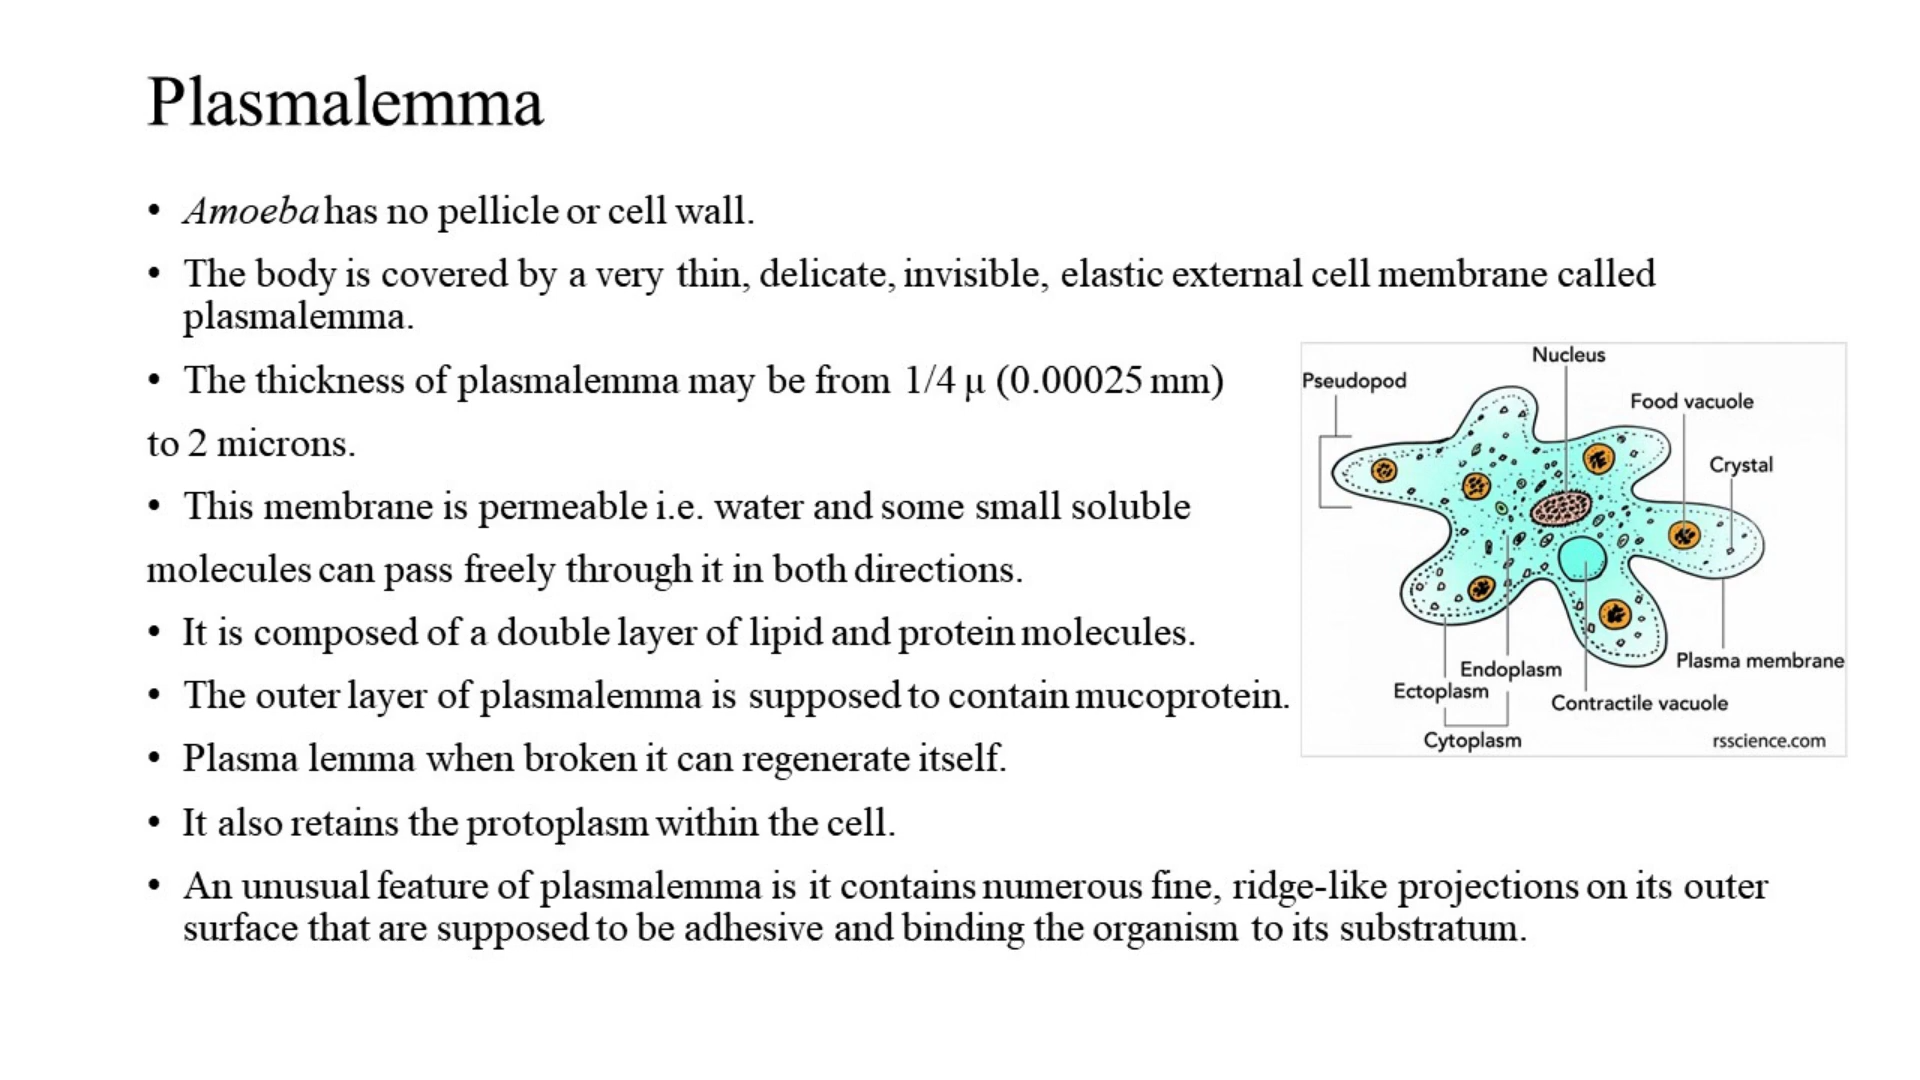 Plasmalemma
• Amoeba has no pellicle or cell wall.
• The body is covered by a very thin, delicate, invisible, elastic external cell membrane called
plasmalemma.
• The thickness of plasmalemma may be from 1/4 µ (0.00025 mm)
to 2 microns.
• This membrane is permeable i.e. water and some small soluble
molecules can pass freely through it in both directions.
• It is composed of a double layer of lipid and protein molecules.
• The outer layer of plasmalemma is supposed to contain mucoprotein.
• Plasma lemma when broken it can regenerate itself.
• It also retains the protoplasm within the cell.
• An unusual feature of plasmalemma is it contains numerous fine, ridge-like projections on its outer
surface that are supposed to be adhesive and binding the organism to its substratum.
Nucleus
Pseudopod
Food vacuole
Crystal
Plasma membrane
Endoplasm
Ectoplasm
Contractile vacuole
Cytoplasm
rsscience.com